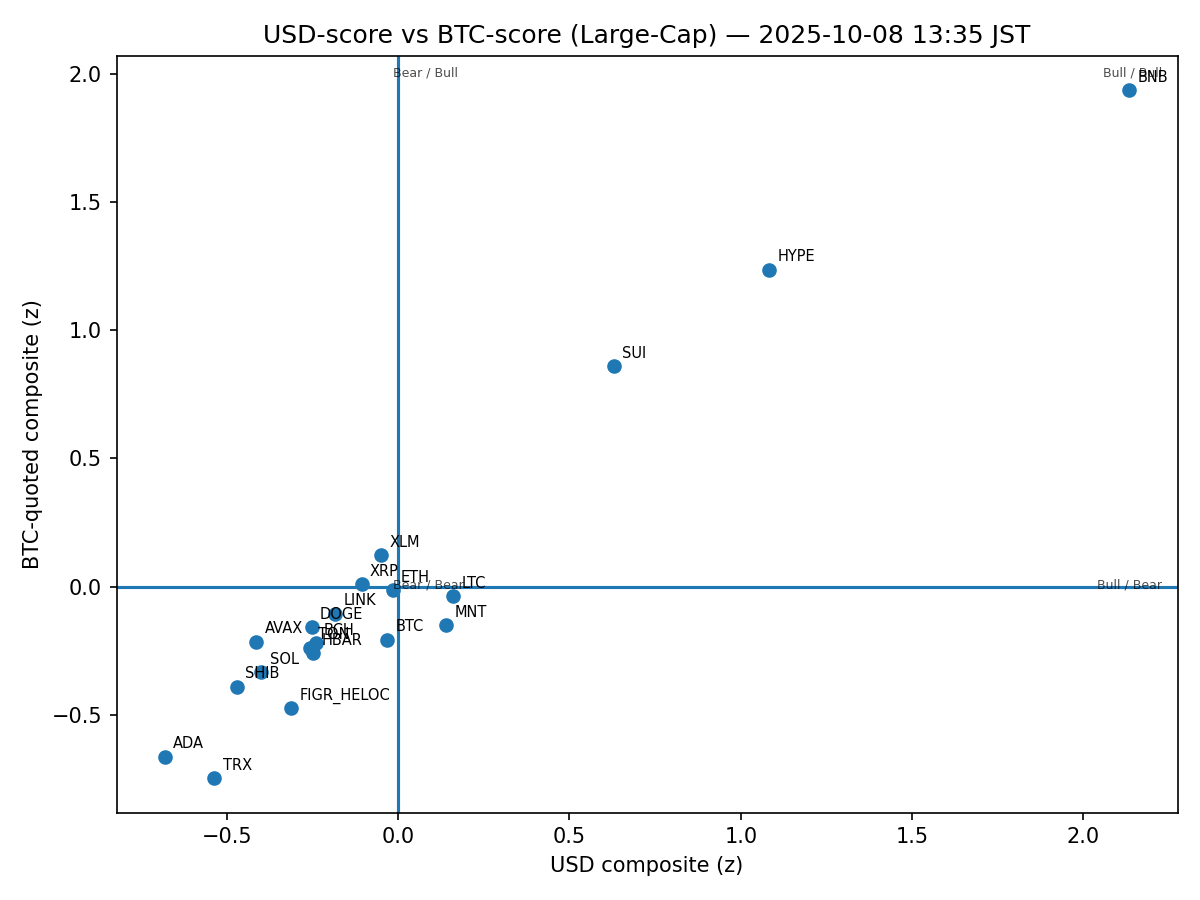 USD-score vs BTC-score (Large-Cap) — 2025-10-08 13:35 JST
Bear / Bull
Bull / Bull
BNB
HYPE
SUI
XLM
XRP
ETH
Bear / Bear
LTC
Bull / Bear
LINK
MNT
DOGE
BCH
AVAX
TON
BTC
HBAR
SOL
SHIB
FIGR_HELOC
ADA
TRX
2.0
1.5
1.0
0.5
0.0
−0.5
−0.5
0.0
0.5
1.0
1.5
2.0
BTC-quoted composite (z)
USD composite (z)